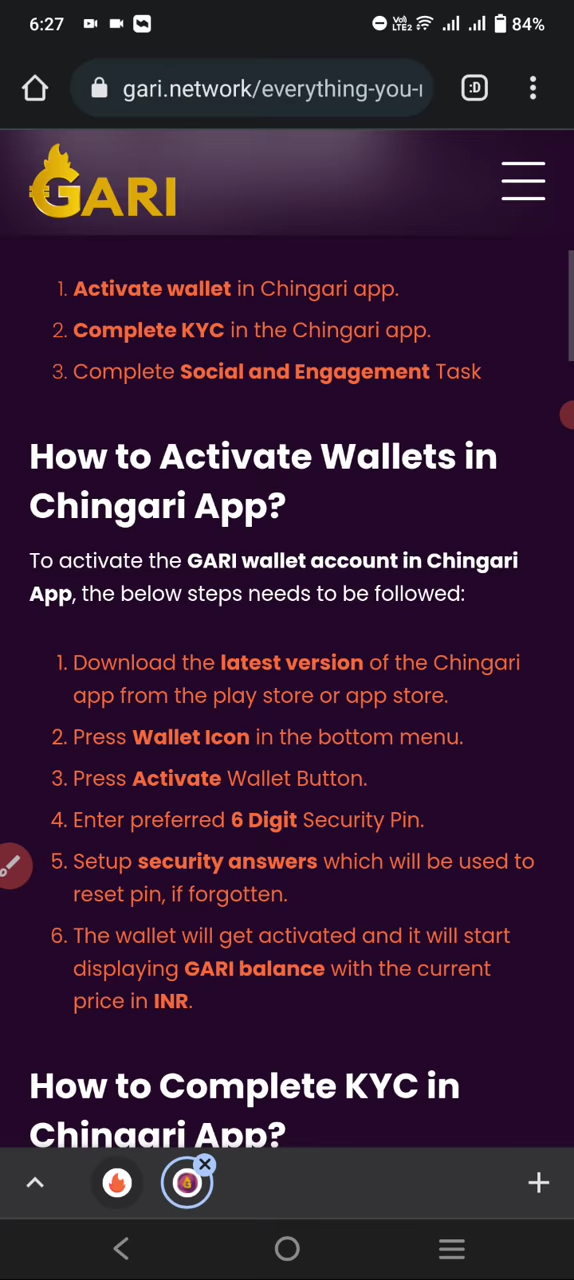 6:27
Vo) LTE2 84%
gari.network/everything-you-
:D
GARI
1. Activate wallet in Chingari app.
2. Complete KYC in the Chingari app.
3. Complete Social and Engagement Task
How to Activate Wallets in
Chingari App?
To activate the GARI wallet account in Chingari
App, the below steps needs to be followed:
1. Download the latest version of the Chingari
app from the play store or app store.
2. Press Wallet Icon in the bottom menu.
3. Press Activate Wallet Button.
4. Enter preferred 6 Digit Security Pin.
5. Setup security answers which will be used to
reset pin, if forgotten.
6. The wallet will get activated and it will start
displaying GARI balance with the current
price in INR.
How to Complete KYC in
Chingari App?